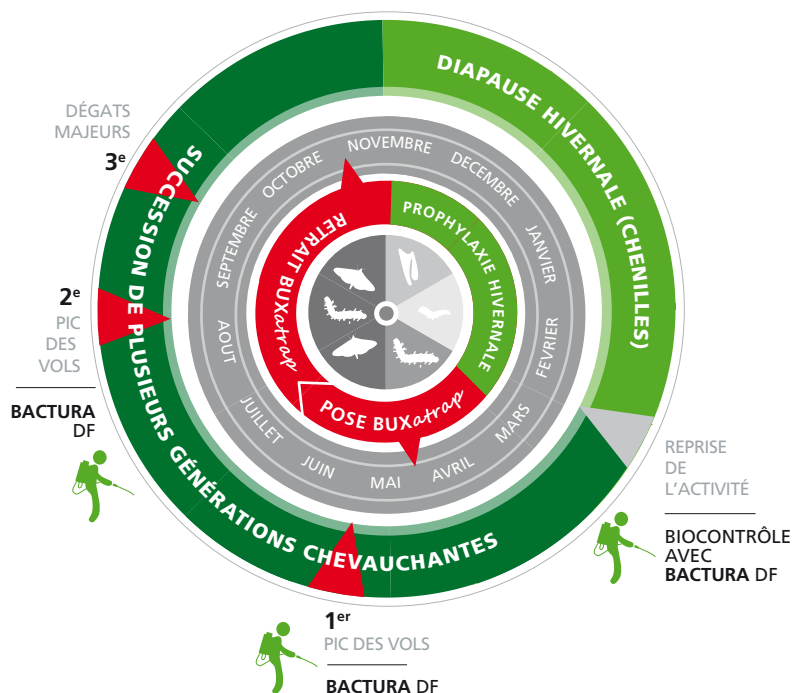 DIAPAUSE HIVERNALE (CHENILLES)
SUCCESSION DE PLUSIEURS GÉNÉRATIONS CHEVAUCHANTES
DÉGATS
MAJEURS
3e
2e
PIC
DES
VOLS
BACTURA
DF
1er
PIC DES VOLS
BACTURA DF
REPRISE
DE
L'ACTIVITÉ
BIOCONTRÔLE
AVEC
BACTURA DF
NOVEMBRE
DECEMBRE
JANVIER
FEVRIER
MARS
AVRIL
MAI
JUIN
JUILLET
AOUT
SEPTEMBRE
OCTOBRE
PROPHYLAXIE HIVERNALE
POSE BUXatrap
RETRAIT BUXatrap